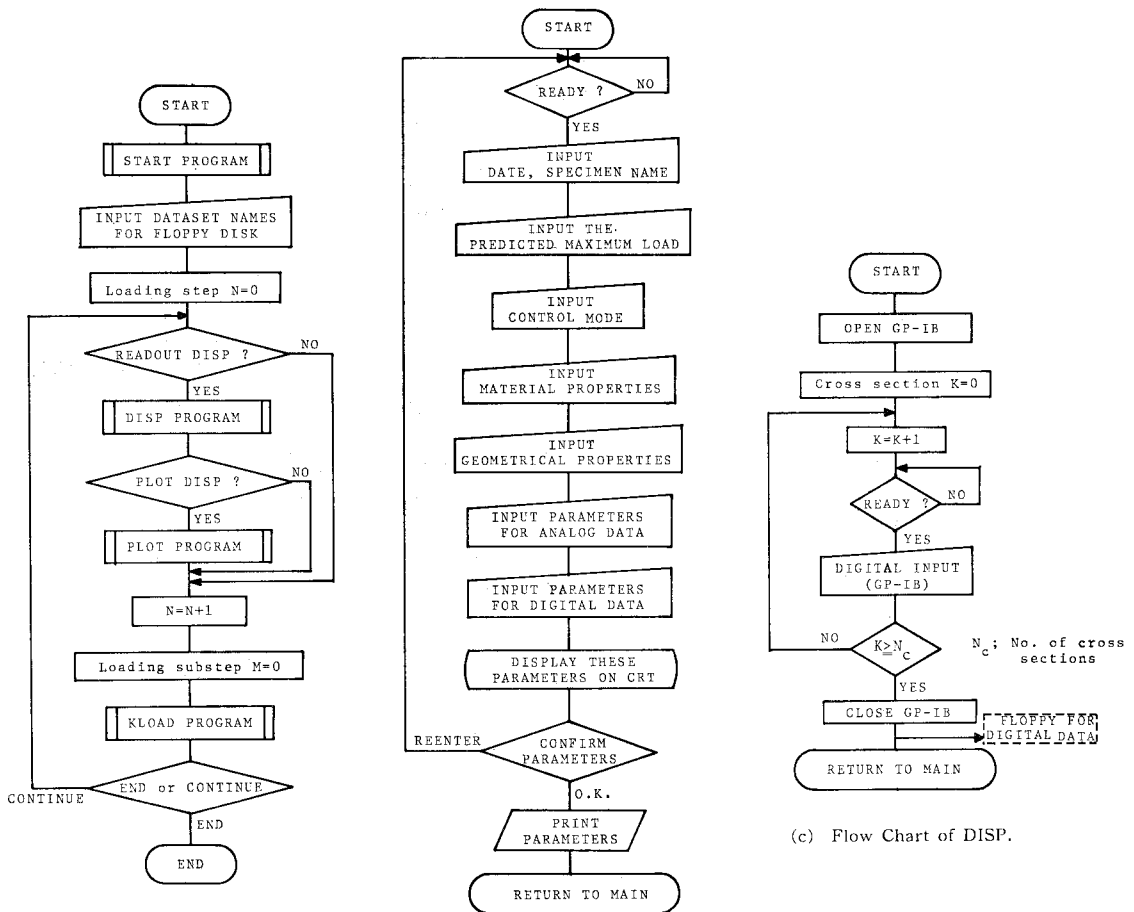 START
START PROGRAM
INPUT DATASET NAMES
FOR FLOPPY DISK
Loading step N=0
READOUT DISP ?
NO
YES
DISP PROGRAM
PLOT DISP ?
NO
YES
PLOT PROGRAM
N=N+1
Loading substep M=0
KLOAD PROGRAM
END or CONTINUE
CONTINUE
END
END
START
READY ?
NO
YES
INPUT
DATE, SPECIMEN NAME
INPUT THE
PREDICTED MAXIMUM LOAD
INPUT
CONTROL MODE
INPUT
MATERIAL PROPERTIES
INPUT
GEOMETRICAL PROPERTIES
INPUT PARAMETERS
FOR ANALOG DATA
INPUT PARAMETERS
FOR DIGITAL DATA
DISPLAY THESE
PARAMETERS ON CRT
CONFIRM
PARAMETERS
REENTER
O.K.
PRINT
PARAMETERS
RETURN TO MAIN
START
OPEN GP-IB
Cross section K=0
K=K+1
READY ?
NO
YES
DIGITAL INPUT
(GP-IB)
K≧Nc
NO
Nc; No. of cross
sections
YES
CLOSE GP-IB
FLOPPY FOR
DIGITAL DATA
RETURN TO MAIN
(c) Flow Chart of DISP.